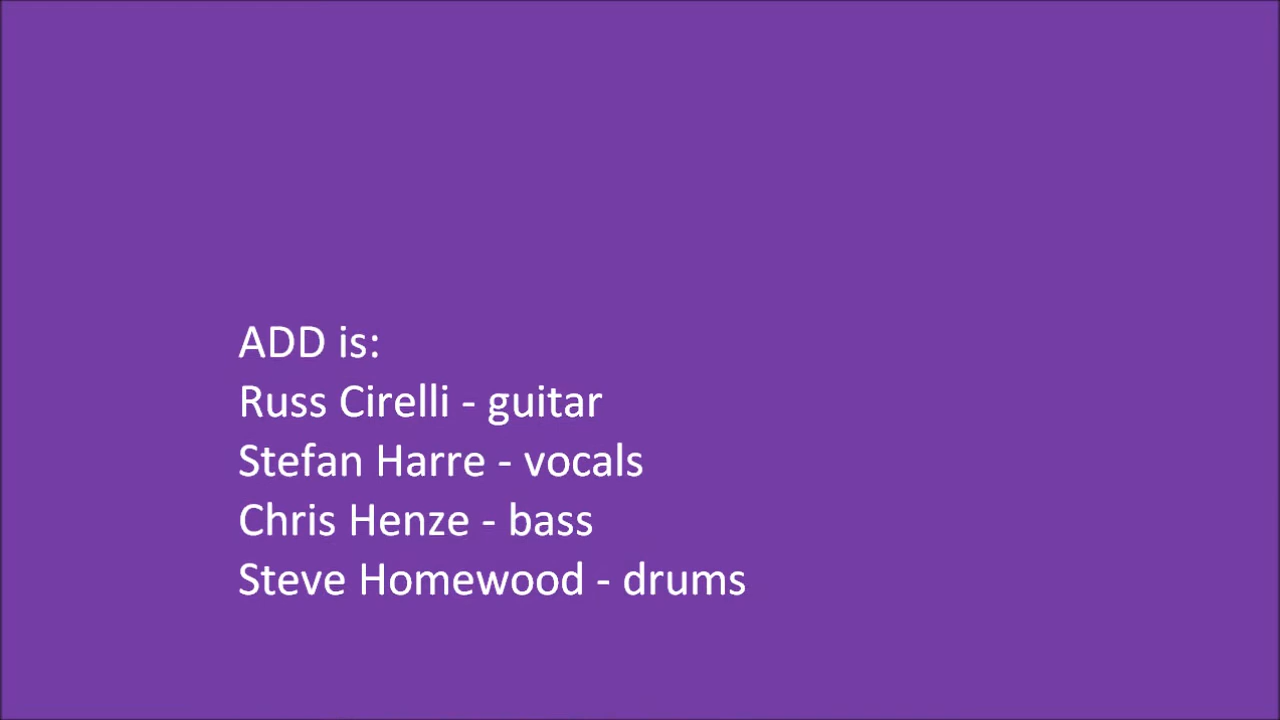 ADD is:
Russ Cirelli - guitar
Stefan Harre - vocals
Chris Henze - bass
Steve Homewood - drums